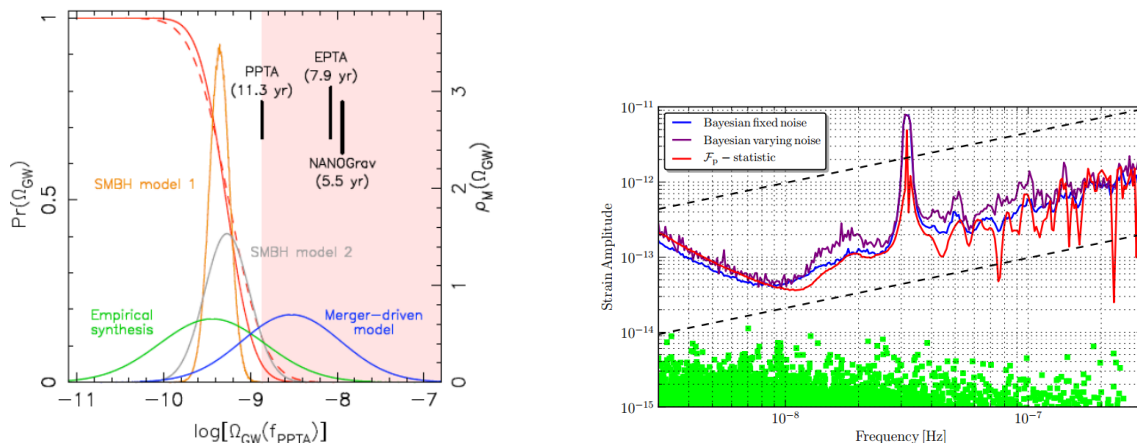 1
0.5
0
Pr(Ω_GW)
PPTA
(11.3 yr)
EPTA
(7.9 yr)
NANOGrav
(5.5 yr)
SMBH model 1
SMBH model 2
Empirical
synthesis
Merger-driven
model
3
2
1
0
ρ_M(Ω_GW)
−11 −10 −9 −8 −7
log[Ω_GW(f_PPTA)]
Bayesian fixed noise
Bayesian varying noise
F_p − statistic
10⁻¹¹
10⁻¹²
10⁻¹³
10⁻¹⁴
10⁻¹⁵
Strain Amplitude
10⁻⁸ 10⁻⁷
Frequency [Hz]